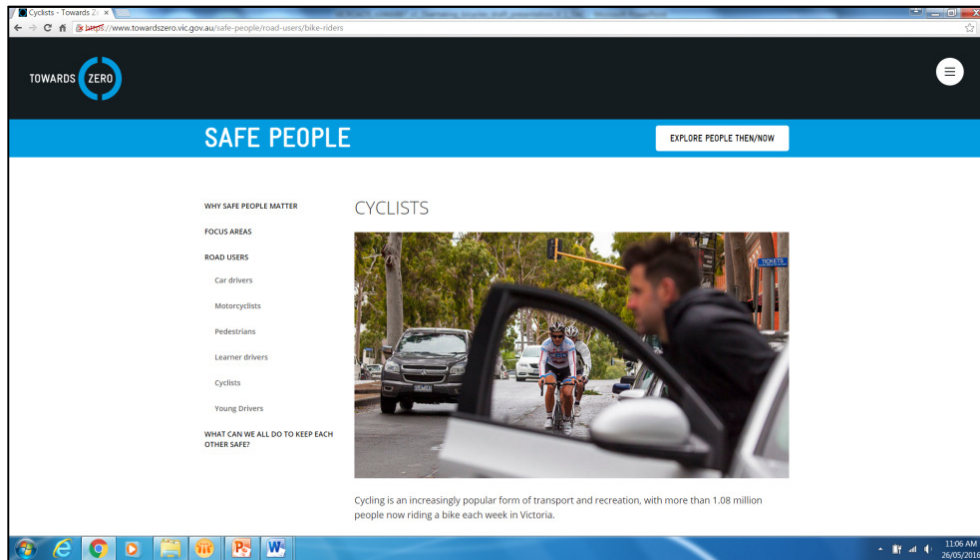 Cyclists - Towards Z
https://www.towardszero.vic.gov.au/safe-people/road-users/bike-riders
TOWARDS ZERO
SAFE PEOPLE
EXPLORE PEOPLE THEN/NOW
WHY SAFE PEOPLE MATTER
FOCUS AREAS
ROAD USERS
Car drivers
Motorcyclists
Pedestrians
Learner drivers
Cyclists
Young Drivers
WHAT CAN WE ALL DO TO KEEP EACH
OTHER SAFE?
CYCLISTS
TICKETS
Cycling is an increasingly popular form of transport and recreation, with more than 1.08 million
people now riding a bike each week in Victoria.
11:06 AM